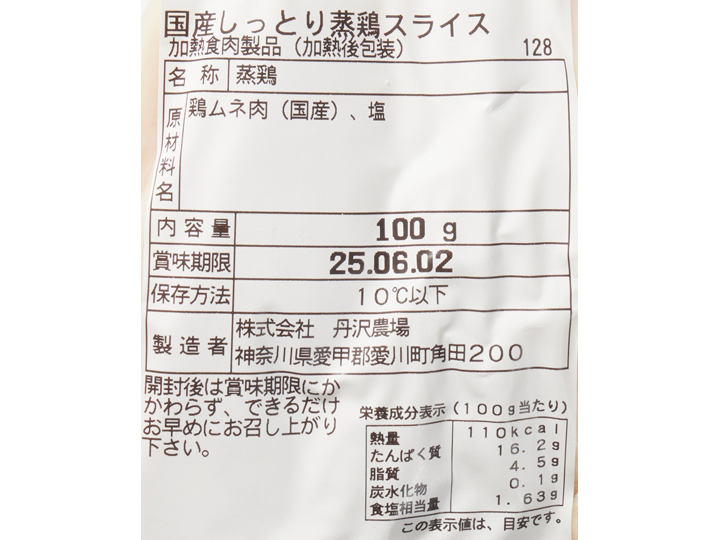 国産しっとり蒸鶏スライス
加熱食肉製品(加熱後包装) 128
名称 蒸鶏
原材料名 鶏ムネ肉(国産)、塩
内容量 100 g
賞味期限 25.06.02
保存方法 10℃以下
製造者 株式会社 丹沢農場
神奈川県愛甲郡愛川町角田200
開封後は賞味期限にか
かわらず、できるだけ
お早めにお召し上がり
下さい。
栄養成分表示(100g当たり)
熱量 110kcal
たんぱく質 16.2g
脂質 4.5g
炭水化物 0.1g
食塩相当量 1.63g
この表示値は、目安です。